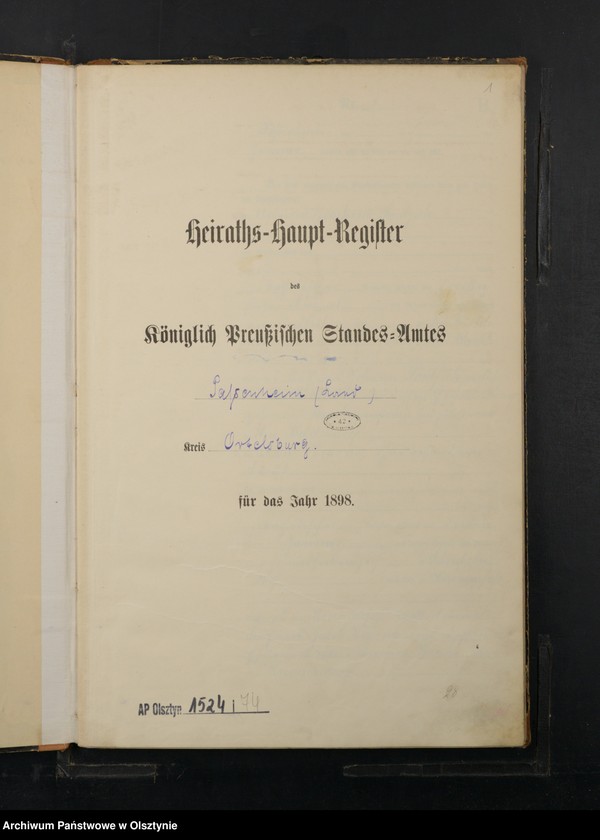 1
Heiraths-Haupt-Register
des
Königlich Preußischen Standes-Amtes
(Land)
Kreis Ortelsburg.
für das Jahr 1898.
AP Olsztyn 1524 / 74
Archiwum Państwowe w Olsztynie